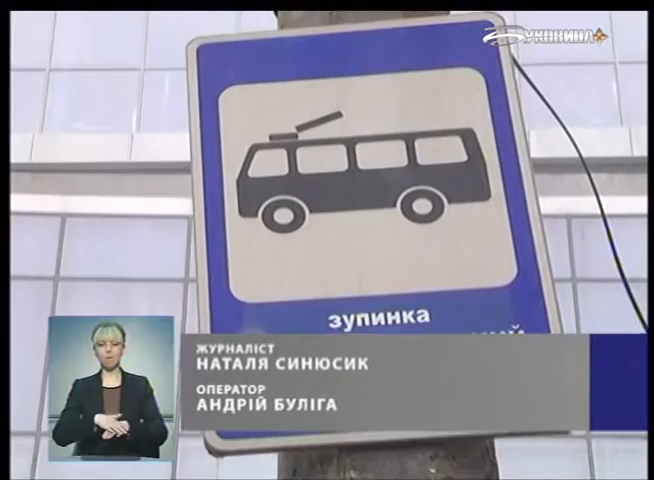 БУКОВИНА
зупинка
ЖУРНАЛІСТ
НАТАЛЯ СИНЮСИК
ОПЕРАТОР
АНДРІЙ БУЛІГА